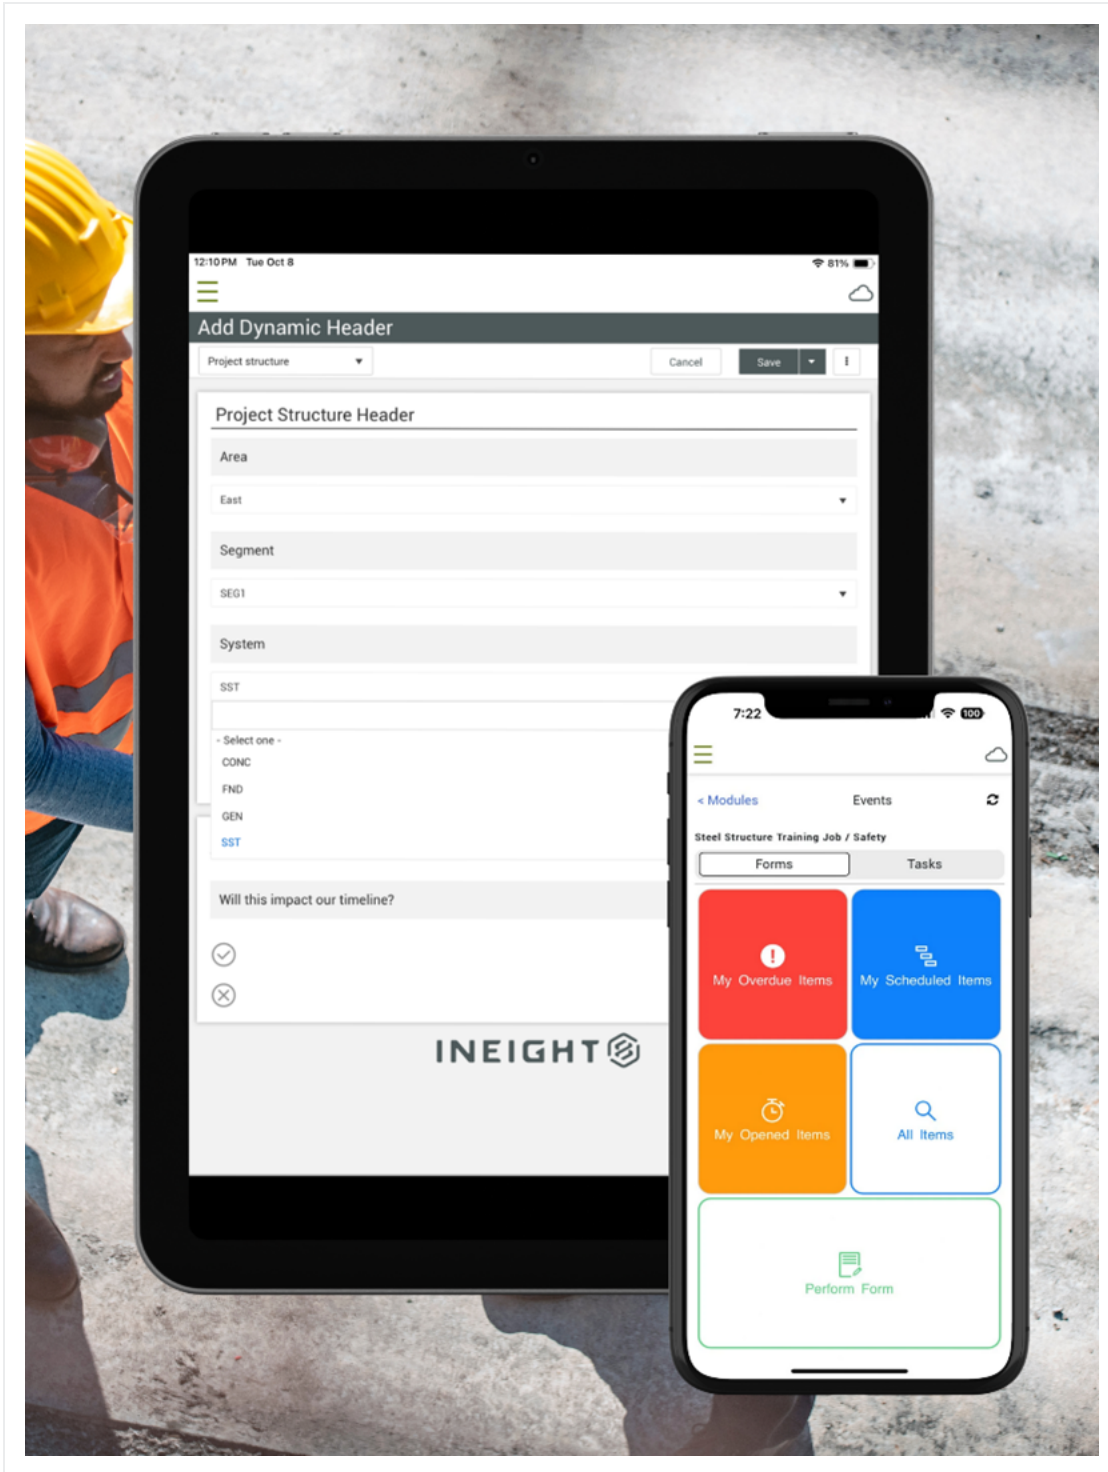 12:10 PM Tue Oct 8
81%
Add Dynamic Header
Project structure
Cancel
Save
Project Structure Header
Area
East
Segment
SEG1
System
SST
- Select one -
CONC
FND
GEN
SST
Will this impact our timeline?
INEIGHT
7:22
100
< Modules
Events
Steel Structure Training Job / Safety
Forms
Tasks
My Overdue Items
My Scheduled Items
My Opened Items
All Items
Perform Form